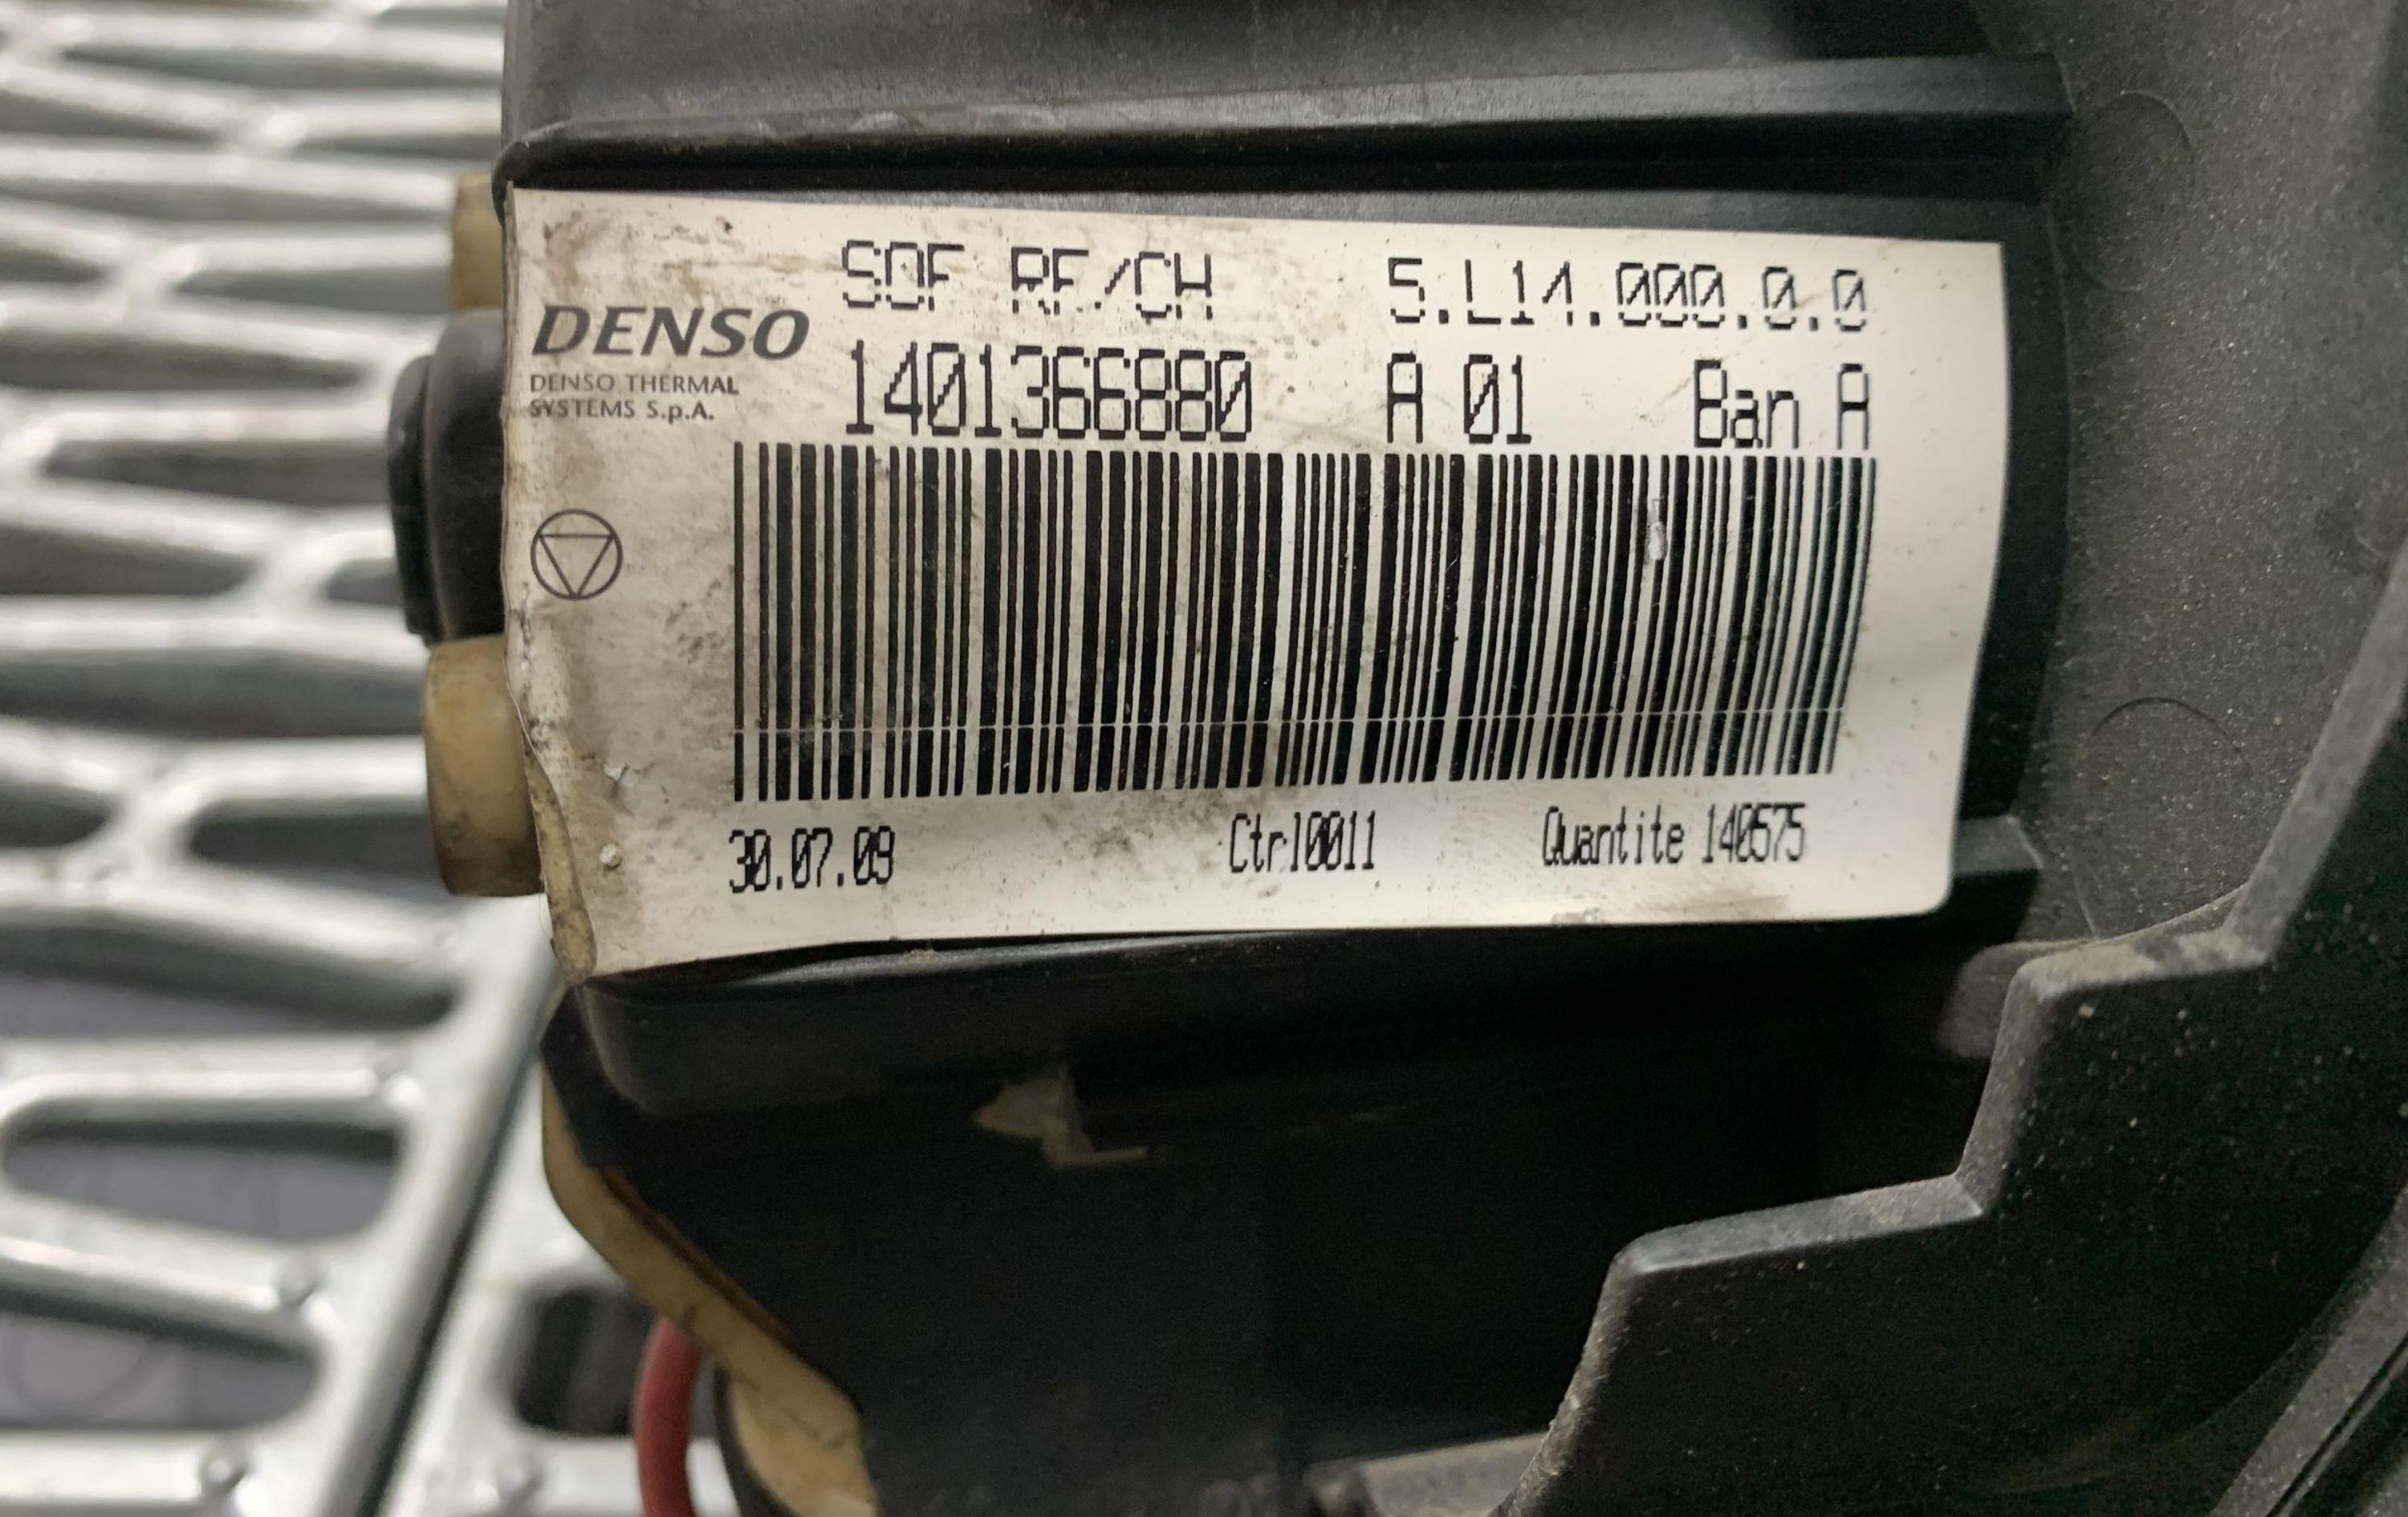 SOF RF/CH 5.L14.000.0.0
DENSO
DENSO THERMAL
SYSTEMS S.p.A.
1401366880 A 01 Ban A
30.07.09 Ctrl0011 Quantite 140575